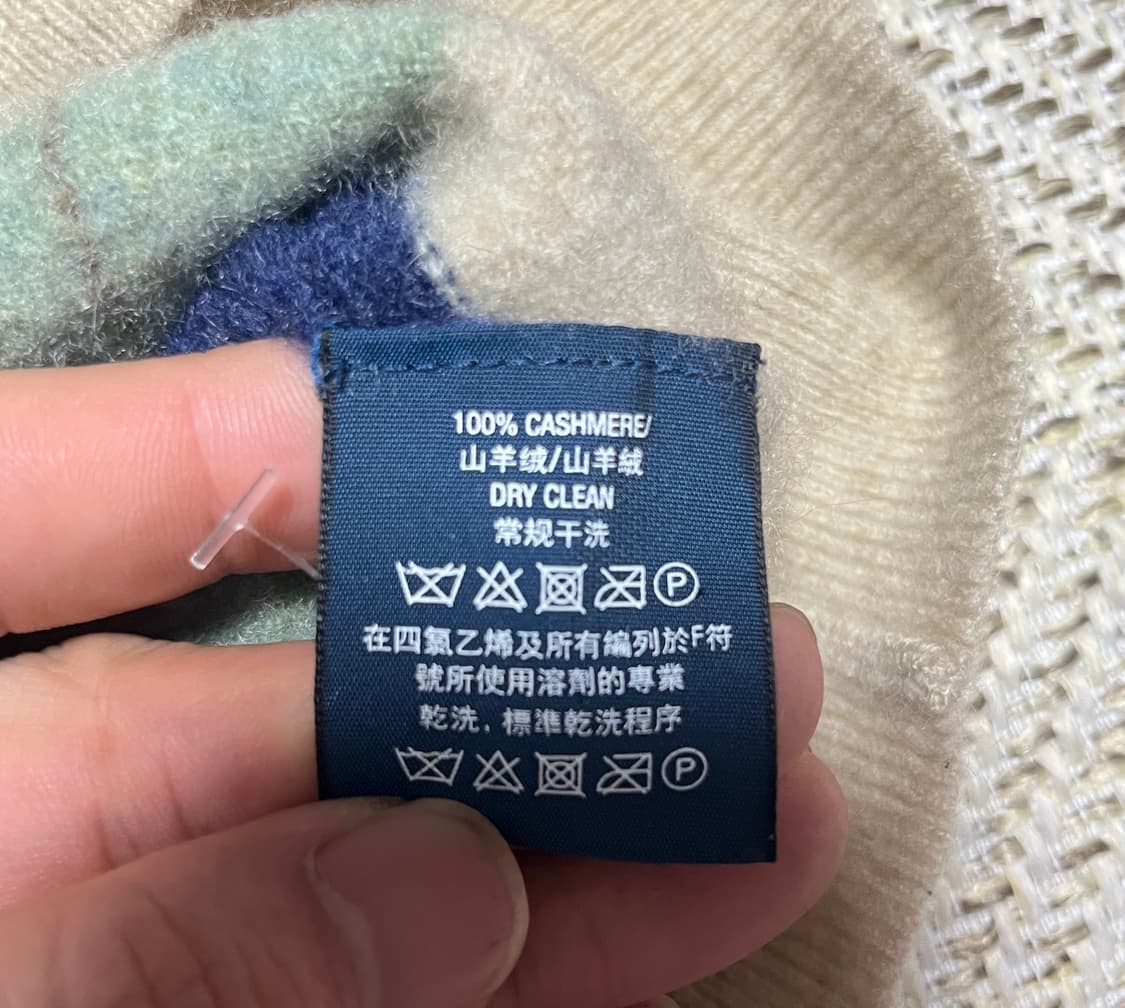 100% CASHMERE/
山羊绒/山羊絨
DRY CLEAN
常规干洗
P
在四氯乙烯及所有編列於F符
號所使用溶劑的專業
乾洗,標準乾洗程序
P